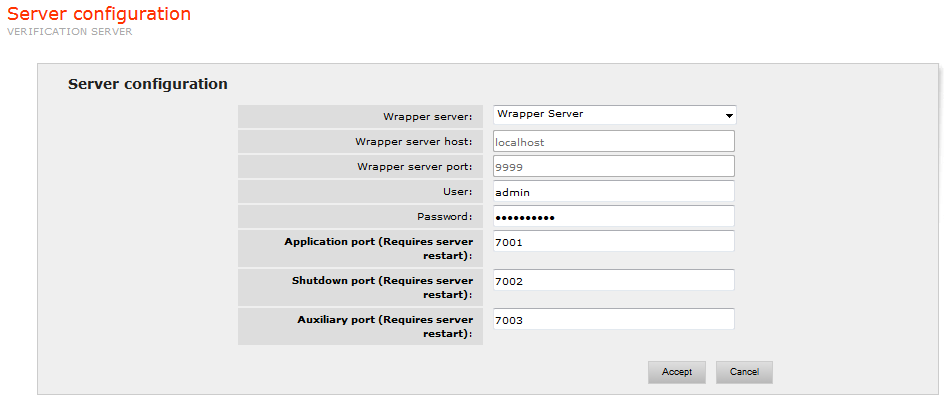 Server configuration
VERIFICATION SERVER
Server configuration
Wrapper server: Wrapper Server
Wrapper server host: localhost
Wrapper server port: 9999
User: admin
Password: ••••••••••
Application port (Requires server
restart): 7001
Shutdown port (Requires server
restart): 7002
Auxiliary port (Requires server
restart): 7003
Accept Cancel